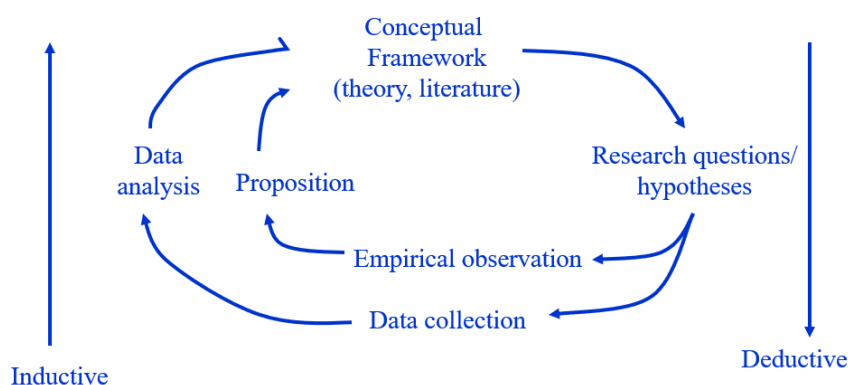 Conceptual
Framework
(theory, literature)
Data
analysis
Proposition
Research questions/
hypotheses
Empirical observation
Data collection
Inductive
Deductive